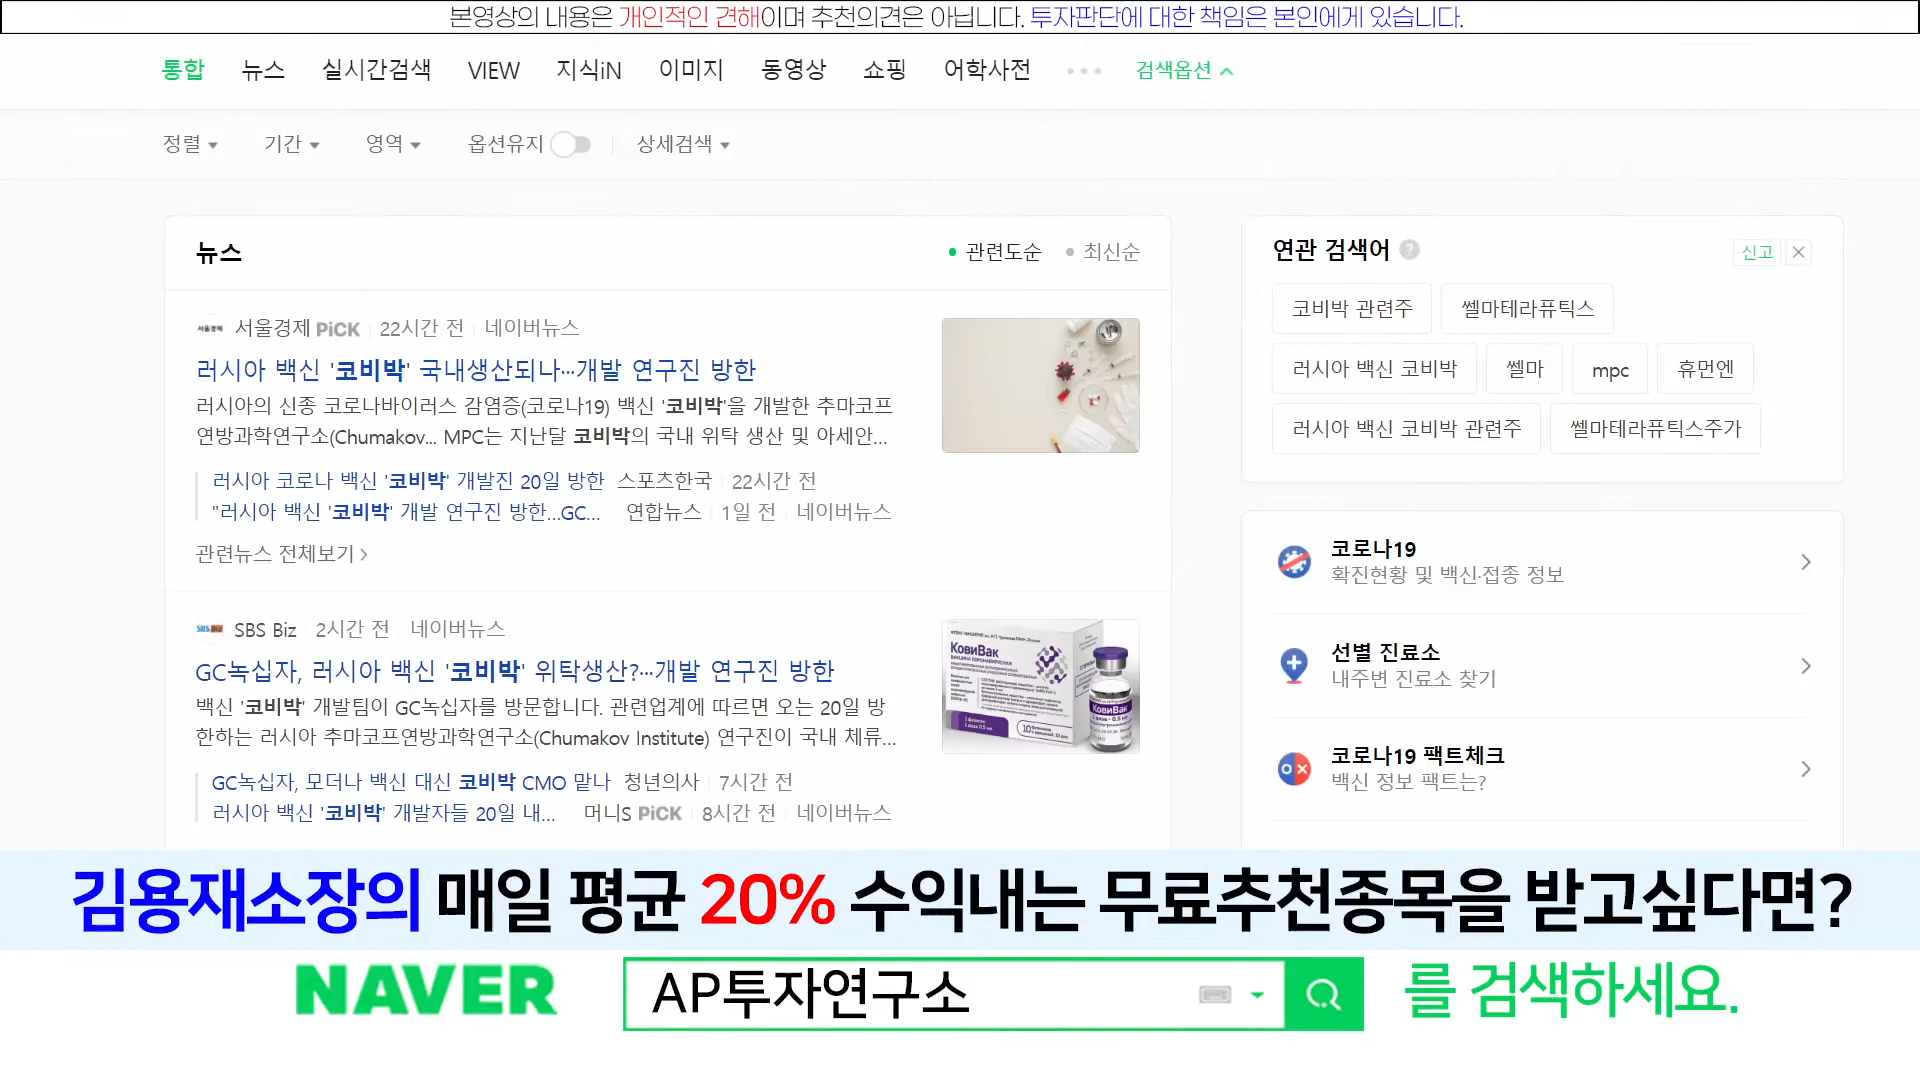 본영상의 내용은 개인적인 견해이며 추천의견은 아닙니다. 투자판단에 대한 책임은 본인에게 있습니다.
통합 뉴스 실시간검색 VIEW 지식iN 이미지 동영상 쇼핑 어학사전 검색옵션
정렬 기간 영역 옵션유지 상세검색
뉴스 관련도순 최신순
서울경제 서울경제 PiCK 22시간 전 네이버뉴스
러시아 백신 '코비박' 국내생산되나…개발 연구진 방한
러시아의 신종 코로나바이러스 감염증(코로나19) 백신 '코비박'을 개발한 추마코프
연방과학연구소(Chumakov... MPC는 지난달 코비박의 국내 위탁 생산 및 아세안...
러시아 코로나 백신 '코비박' 개발진 20일 방한 스포츠한국 22시간 전
"러시아 백신 '코비박' 개발 연구진 방한...GC... 연합뉴스 1일 전 네이버뉴스
관련뉴스 전체보기
SBS Biz SBS Biz 2시간 전 네이버뉴스
GC녹십자, 러시아 백신 '코비박' 위탁생산?…개발 연구진 방한
백신 '코비박' 개발팀이 GC녹십자를 방문합니다. 관련업계에 따르면 오는 20일 방
한하는 러시아 추마코프연방과학연구소(Chumakov Institute) 연구진이 국내 체류...
КовиВак
КовиВак
GC녹십자, 모더나 백신 대신 코비박 CMO 맡나 청년의사 7시간 전
러시아 백신 '코비박' 개발자들 20일 내... 머니S PiCK 8시간 전 네이버뉴스
연관 검색어 ? 신고
코비박 관련주 쎌마테라퓨틱스
러시아 백신 코비박 쎌마 mpc 휴먼엔
러시아 백신 코비박 관련주 쎌마테라퓨틱스주가
코로나19
확진현황 및 백신·접종 정보
선별 진료소
내주변 진료소 찾기
코로나19 팩트체크
백신 정보 팩트는?
김용재소장의 매일 평균 20% 수익내는 무료추천종목을 받고싶다면?
NAVER AP투자연구소 를 검색하세요.